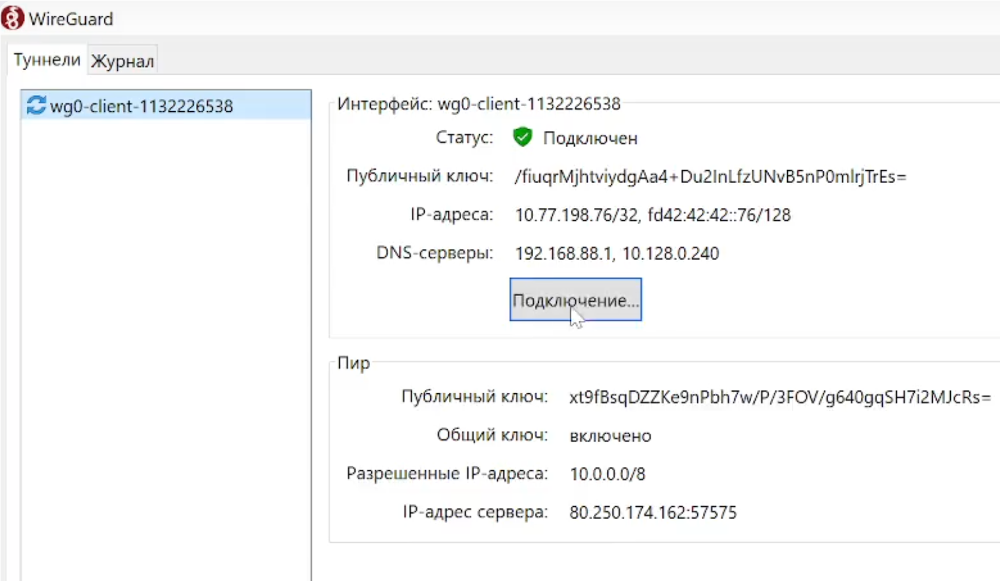 WireGuard
Туннели Журнал
wg0-client-1132226538
Интерфейс: wg0-client-1132226538
Статус: Подключен
Публичный ключ: /fiuqrMjhtviydgAa4+Du2InLfzUNvB5nP0mlrjTrEs=
IP-адреса: 10.77.198.76/32, fd42:42:42::76/128
DNS-серверы: 192.168.88.1, 10.128.0.240
Подключение...
Пир
Публичный ключ: xt9fBsqDZZKe9nPbh7w/P/3FOV/g640gqSH7i2MJcRs=
Общий ключ: включено
Разрешенные IP-адреса: 10.0.0.0/8
IP-адрес сервера: 80.250.174.162:57575